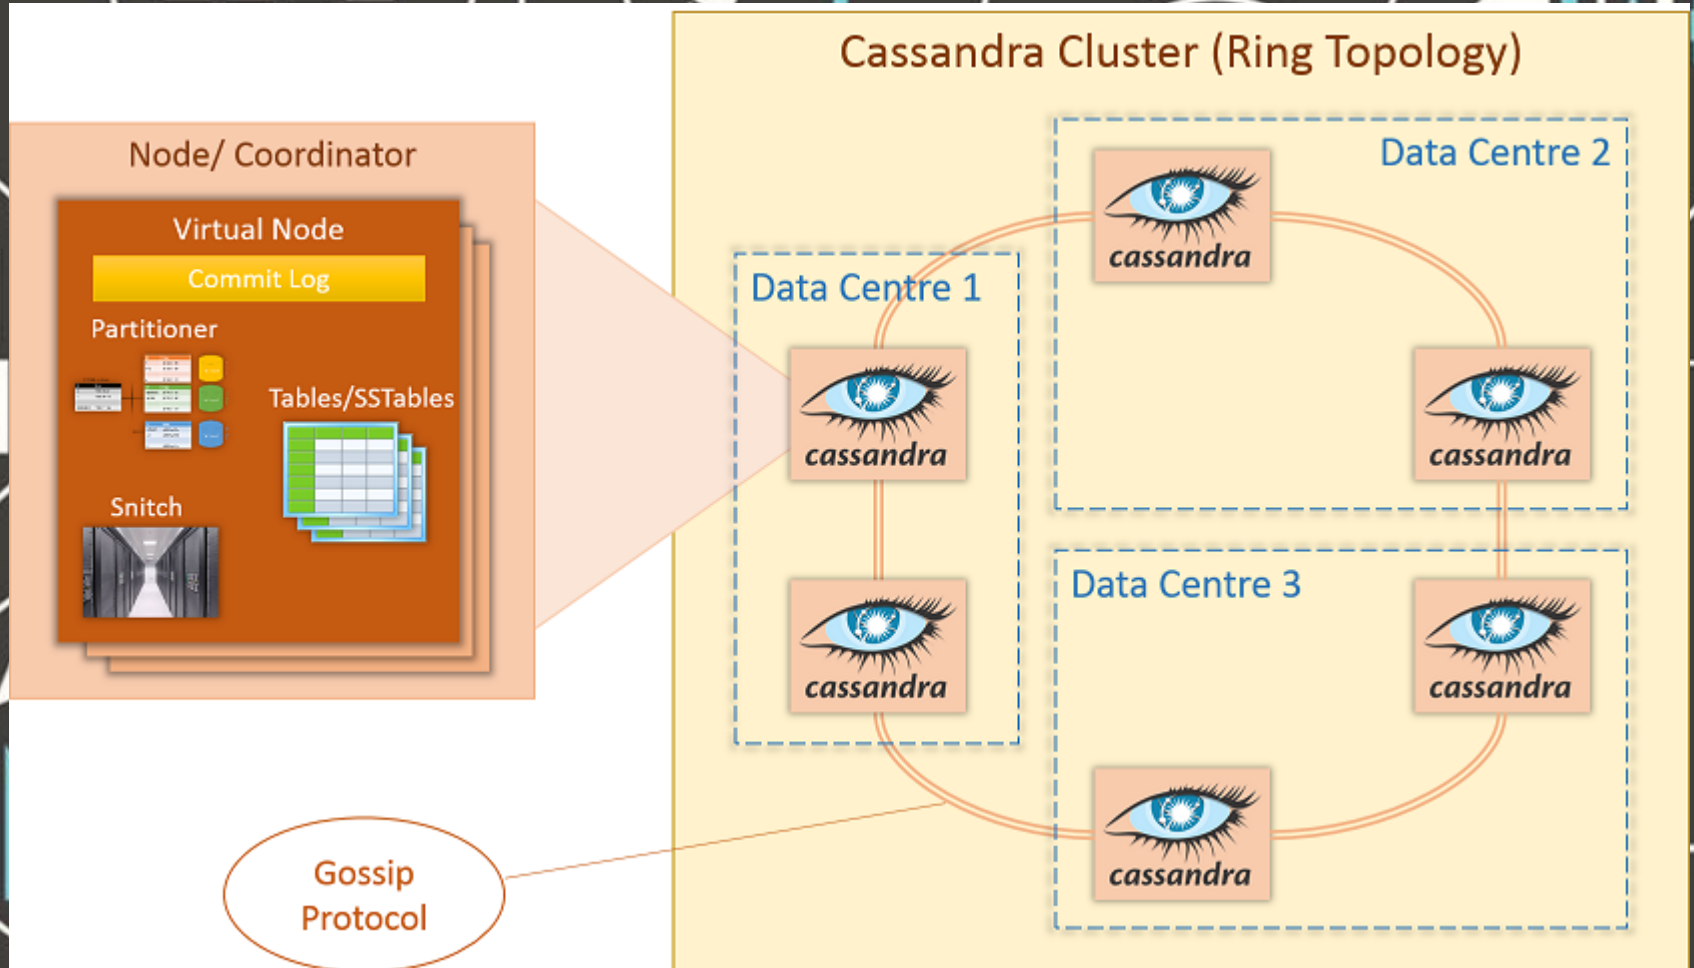 Cassandra Cluster (Ring Topology)
Node/ Coordinator
Virtual Node
Commit Log
Partitioner
Tables/SSTables
Snitch
Data Centre 1
cassandra
cassandra
Data Centre 2
cassandra
cassandra
Data Centre 3
cassandra
cassandra
Gossip
Protocol